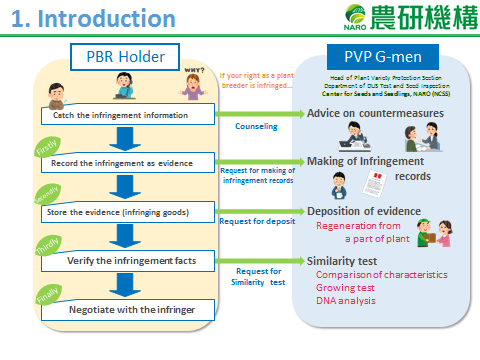 1. Introduction
NARO
農研機構
PBR Holder
PVP G-men
WHY?
If your right as a plant
breeder is infringed...
Head of Plant Variety Protection Section
Department of DUS Test and Seed Inspection
Center for Seeds and Seedlings, NARO (NCSS)
Catch the infringement information
Counseling
Advice on countermeasures
Firstly
Record the infringement as evidence
Request for making of
infringement records
Making of Infringement
records
Secondly
Store the evidence (infringing goods)
Request for deposit
Deposition of evidence
Regeneration from
a part of plant
Thirdly
Verify the infringement facts
Request for
Similarity test
Similarity test
Comparison of characteristics
Growing test
DNA analysis
Finally
Negotiate with the infringer